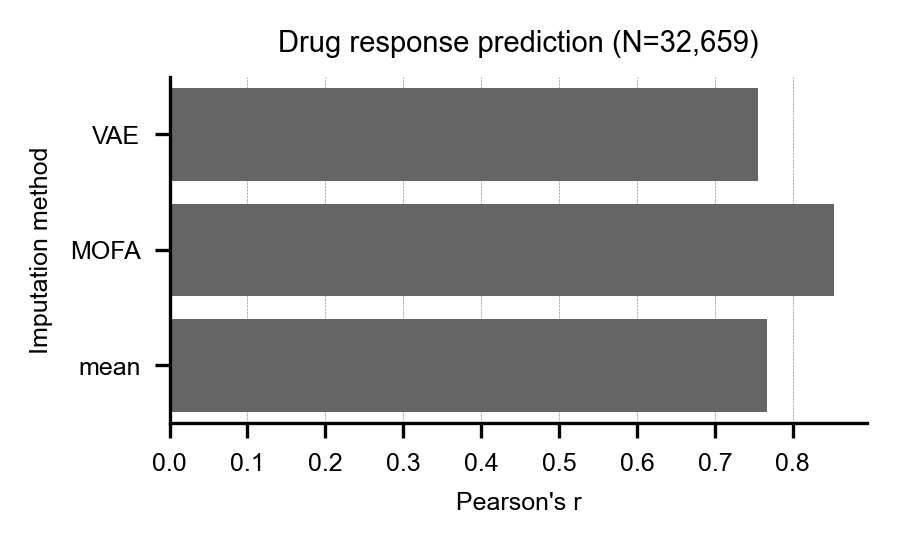 Drug response prediction (N=32,659)
Imputation method
VAE
MOFA
mean
0.0 0.1 0.2 0.3 0.4 0.5 0.6 0.7 0.8
Pearson's r